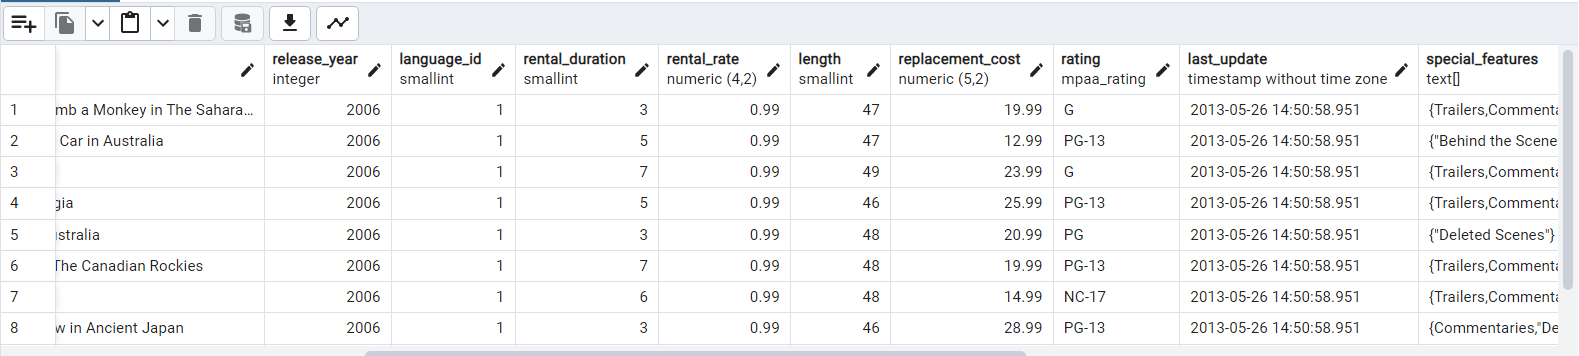 release_year language_id rental_duration rental_rate length replacement_cost rating last_update special_features
integer smallint smallint numeric (4,2) smallint numeric (5,2) mpaa_rating timestamp without time zone text[]
1 mb a Monkey in The Sahara... 2006 1 3 0.99 47 19.99 G 2013-05-26 14:50:58.951 {Trailers,Commenta
2 Car in Australia 2006 1 5 0.99 47 12.99 PG-13 2013-05-26 14:50:58.951 {"Behind the Scene
3 2006 1 7 0.99 49 23.99 G 2013-05-26 14:50:58.951 {Trailers,Commenta
4 gia 2006 1 5 0.99 46 25.99 PG-13 2013-05-26 14:50:58.951 {Trailers,Commenta
5 stralia 2006 1 3 0.99 48 20.99 PG 2013-05-26 14:50:58.951 {"Deleted Scenes"}
6 The Canadian Rockies 2006 1 7 0.99 48 19.99 PG-13 2013-05-26 14:50:58.951 {Trailers,Commenta
7 2006 1 6 0.99 48 14.99 NC-17 2013-05-26 14:50:58.951 {Trailers,Commenta
8 w in Ancient Japan 2006 1 3 0.99 46 28.99 PG-13 2013-05-26 14:50:58.951 {Commentaries,"De